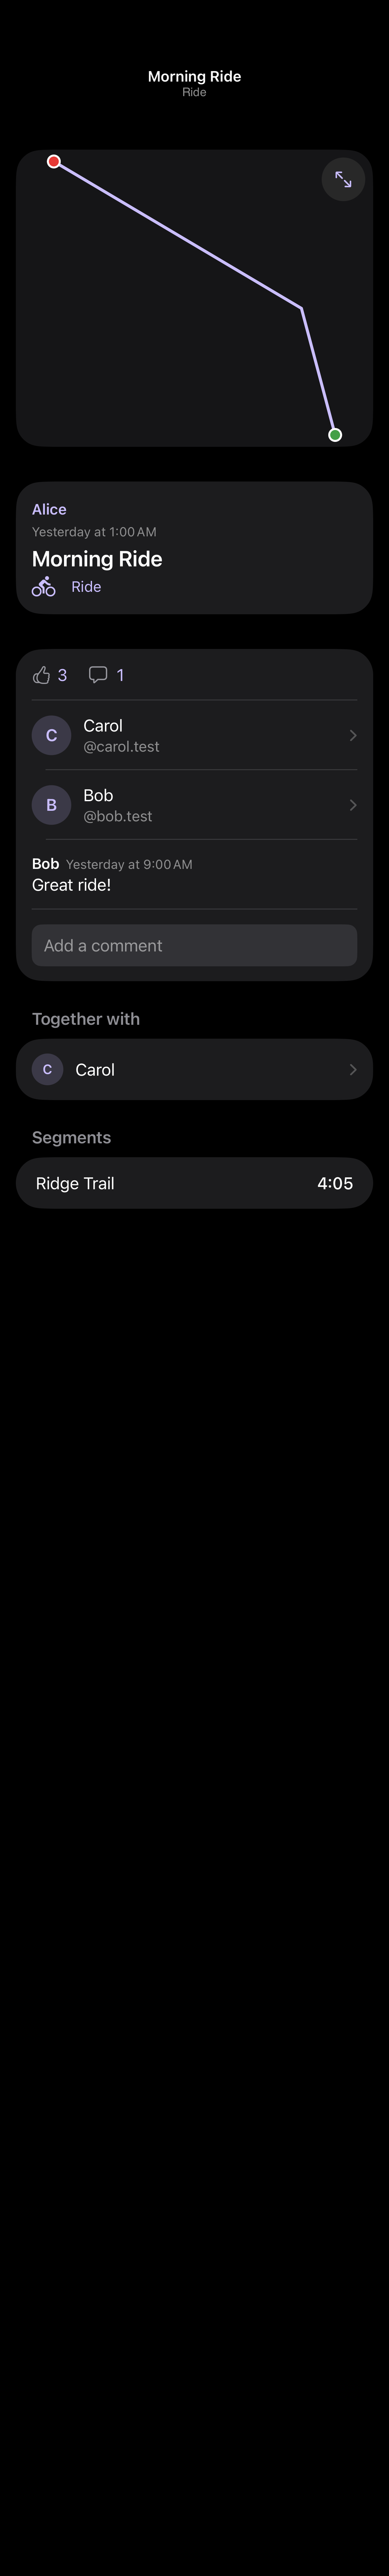 Morning Ride
Ride
Alice
Yesterday at 1:00 AM
Morning Ride
Ride
3 1
C
Carol
@carol.test
B
Bob
@bob.test
Bob Yesterday at 9:00 AM
Great ride!
Add a comment
Together with
C Carol
Segments
Ridge Trail 4:05